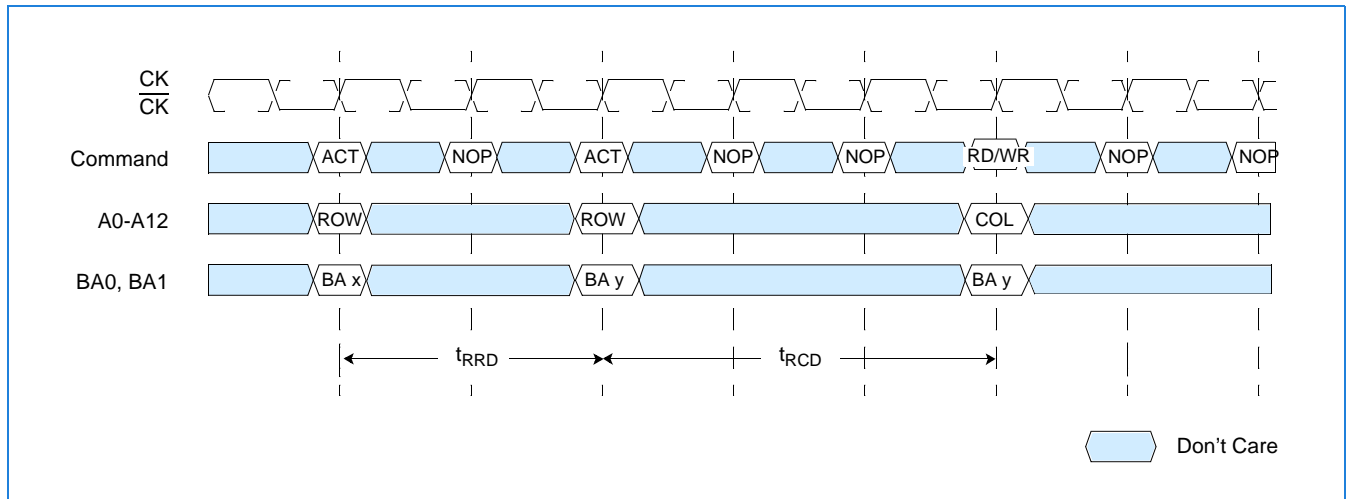 CK
CK
Command ACT NOP ACT NOP NOP RD/WR NOP NOP
A0-A12 ROW ROW COL
BA0, BA1 BA x BA y BA y
tRRD tRCD
Don't Care